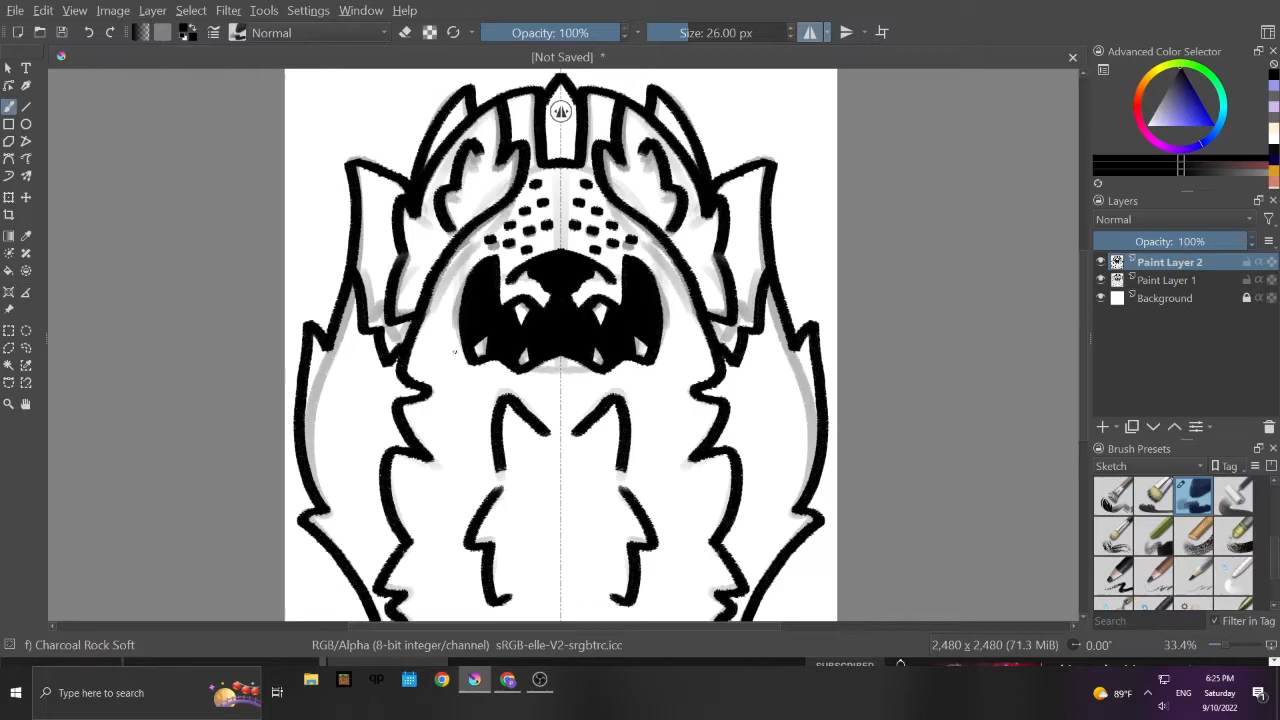 File Edit View Image Layer Select Filter Tools Settings Window Help
Normal Opacity: 100% Size: 26.00 px
[Not Saved] *
Advanced Color Selector
Layers
Normal
Opacity: 100%
Paint Layer 2
Paint Layer 1
Background
Brush Presets
Sketch Tag
Search Filter in Tag
f) Charcoal Rock Soft RGB/Alpha (8-bit integer/channel) sRGB-elle-V2-srgbtrc.icc 2,480 x 2,480 (71.3 MiB) 0.00° 33.4%
SUBSCRIBED
Type here to search qp 89°F ENG 6:25 PM
Saturday
9/10/2022